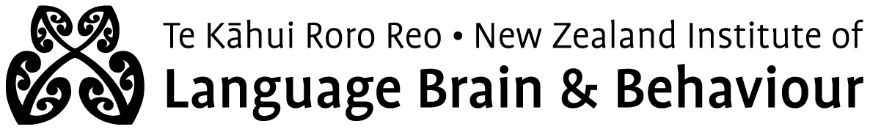 Te Kāhui Roro Reo • New Zealand Institute of
Language Brain & Behaviour